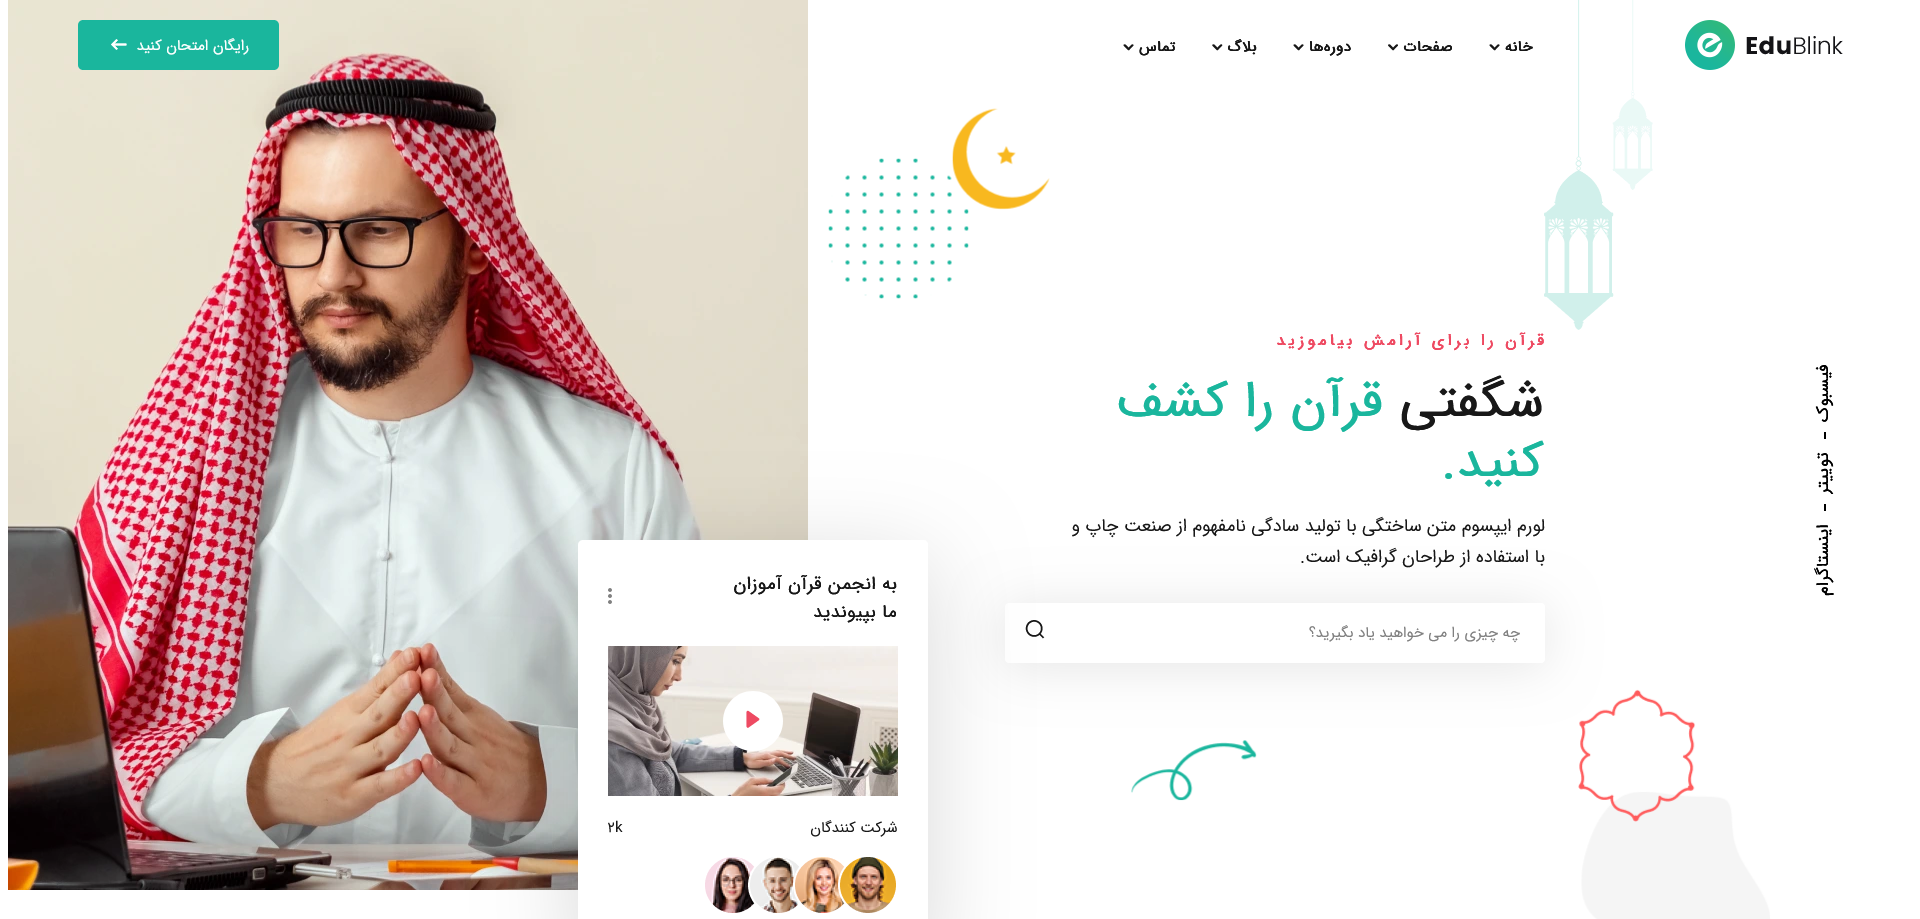 EduBlink
خانه
صفحات
دوره‌ها
بلاگ
تماس
رایگان امتحان کنید
قرآن را برای آرامش بیاموزید
شگفتی قرآن را کشف
کنید.
لورم ایپسوم متن ساختگی با تولید سادگی نامفهوم از صنعت چاپ و
با استفاده از طراحان گرافیک است.
چه چیزی را می خواهید یاد بگیرید؟
فیسبوک - توییتر - اینستاگرام
به انجمن قرآن آموزان
ما بپیوندید
شرکت کنندگان
۲k